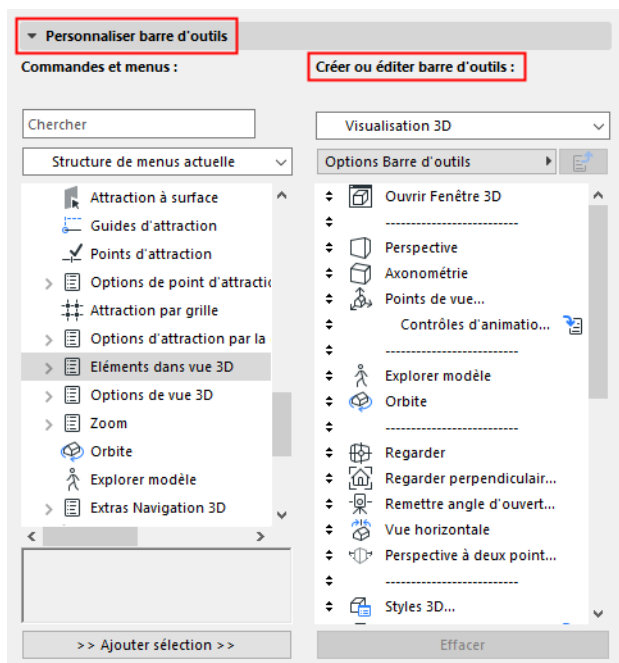 Personnaliser barre d'outils
Commandes et menus :
Chercher
Structure de menus actuelle
Attraction à surface
Guides d'attraction
Points d'attraction
Options de point d'attractic
Attraction par grille
Options d'attraction par la
Eléments dans vue 3D
Options de vue 3D
Zoom
Orbite
Explorer modèle
Extras Navigation 3D
>> Ajouter sélection >>
Créer ou éditer barre d'outils :
Visualisation 3D
Options Barre d'outils
Ouvrir Fenêtre 3D
-------------------------
Perspective
Axonométrie
Points de vue...
Contrôles d'animatio...
-------------------------
Explorer modèle
Orbite
-------------------------
Regarder
Regarder perpendiculair...
Remettre angle d'ouvert...
Vue horizontale
Perspective à deux point...
-------------------------
Styles 3D...
Effacer